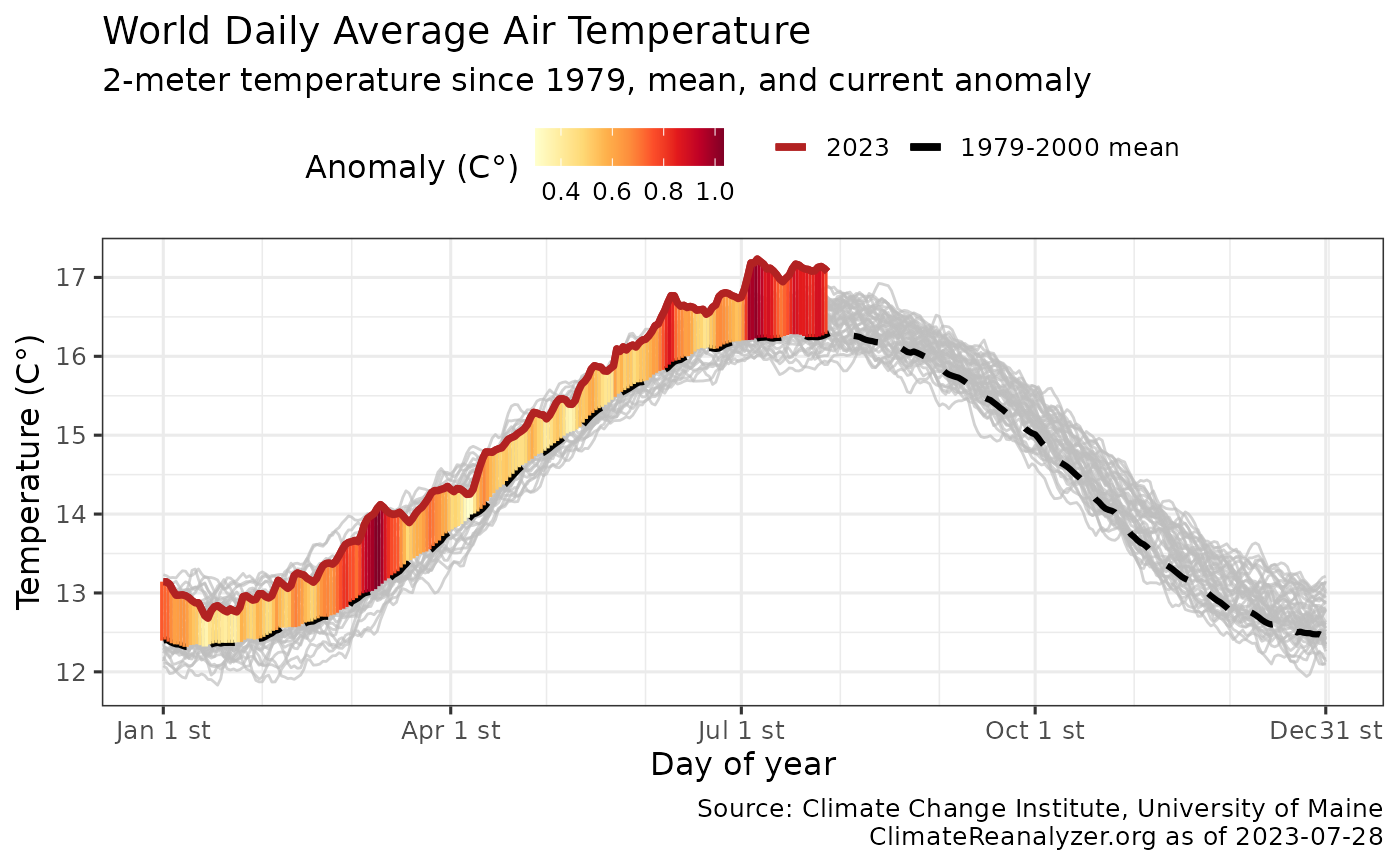 World Daily Average Air Temperature
2-meter temperature since 1979, mean, and current anomaly
Anomaly (C°)
0.4 0.6 0.8 1.0
2023
1979-2000 mean
Temperature (C°)
17
16
15
14
13
12
Jan 1 st Apr 1 st Jul 1 st Oct 1 st Dec31 st
Day of year
Source: Climate Change Institute, University of Maine
ClimateReanalyzer.org as of 2023-07-28